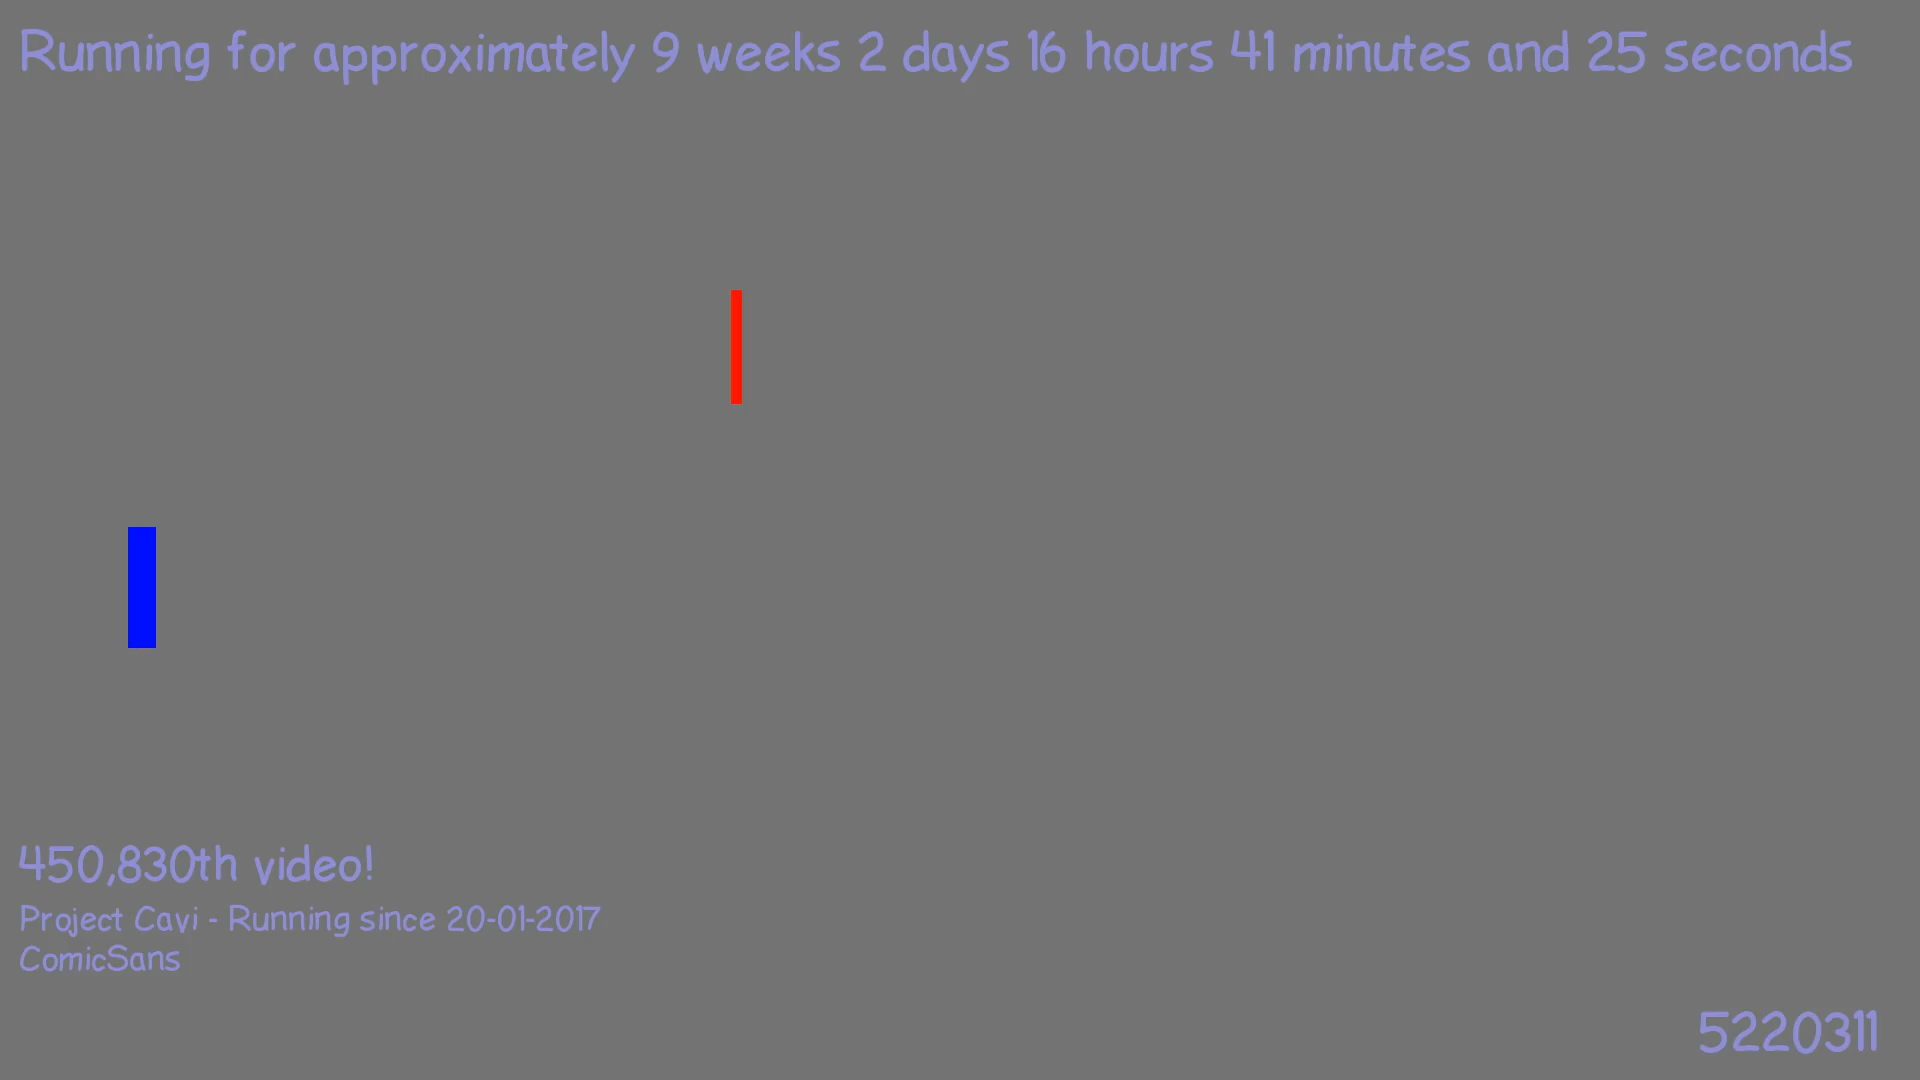 Running for approximately 9 weeks 2 days 16 hours 41 minutes and 25 seconds
450,830th video!
Project Cavi - Running since 20-01-2017
ComicSans
5220311